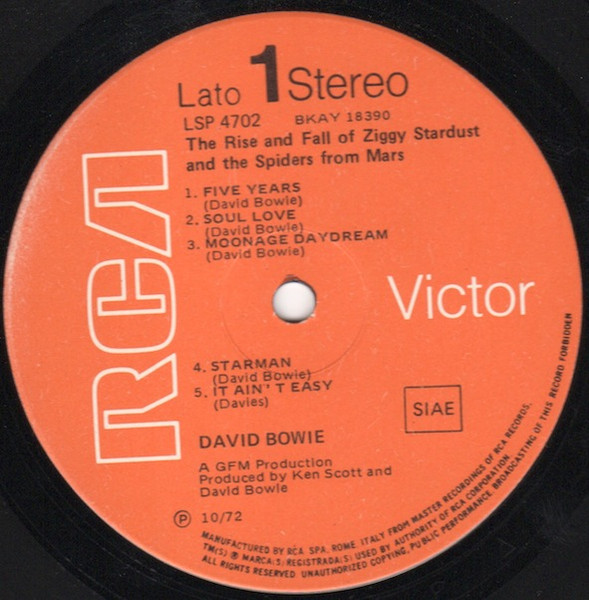 Lato 1 Stereo
LSP 4702 BKAY 18390
The Rise and Fall of Ziggy Stardust
and the Spiders from Mars
1. FIVE YEARS
(David Bowie)
2. SOUL LOVE
(David Bowie)
3. MOONAGE DAYDREAM
(David Bowie)
RCA
Victor
4. STARMAN
(David Bowie)
5. IT AIN'T EASY
(Davies)
SIAE
DAVID BOWIE
A GFM Production
Produced by Ken Scott and
David Bowie
℗ 10/72
MANUFACTURED BY RCA SPA, ROME, ITALY FROM MASTER RECORDINGS OF RCA RECORDS.
TM(S) ® MARCA(S) REGISTRADA(S) USED BY AUTHORITY OF RCA CORPORATION
ALL RIGHTS RESERVED. UNAUTHORIZED COPYING, PUBLIC PERFORMANCE, BROADCASTING OF THIS RECORD FORBIDDEN